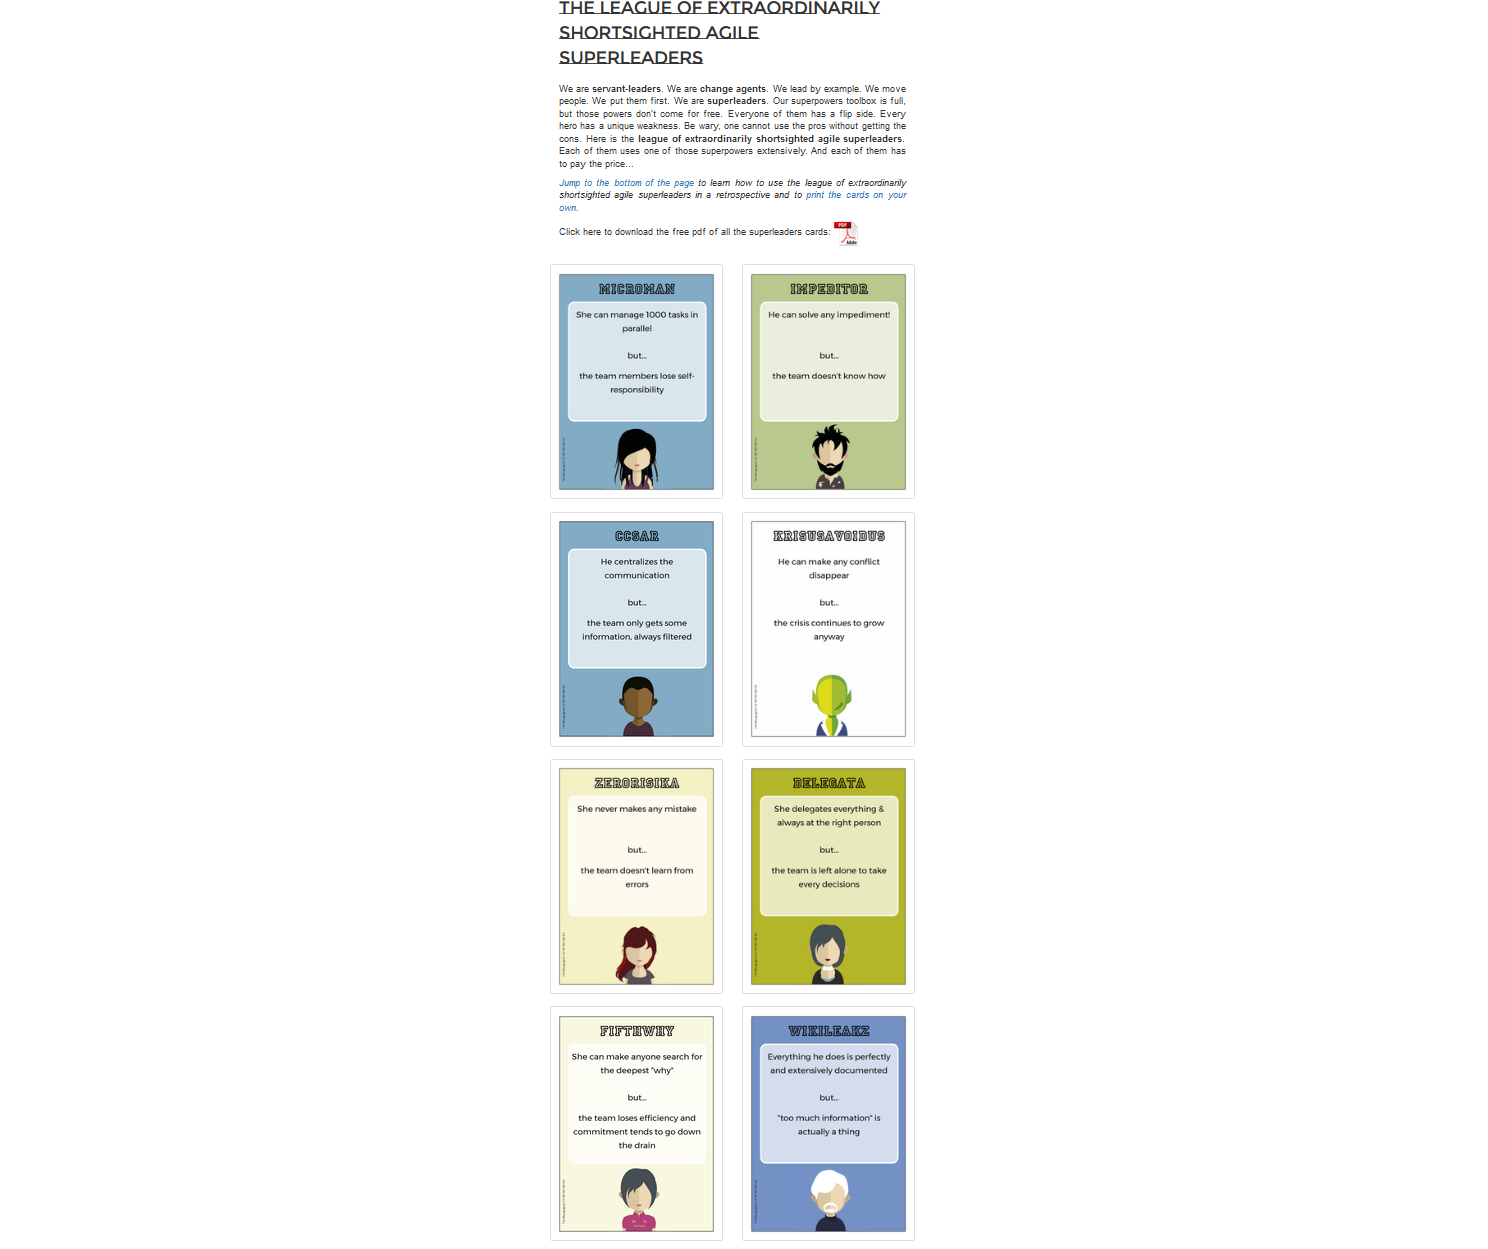 THE LEAGUE OF EXTRAORDINARILY
SHORTSIGHTED AGILE
SUPERLEADERS
We are servant-leaders. We are change agents. We lead by example. We move
people. We put them first. We are superleaders. Our superpowers toolbox is full,
but those powers don't come for free. Everyone of them has a flip side. Every
hero has a unique weakness. Be wary, one cannot use the pros without getting the
cons. Here is the league of extraordinarily shortsighted agile superleaders.
Each of them uses one of those superpowers extensively. And each of them has
to pay the price...
Jump to the bottom of the page to learn how to use the league of extraordinarily
shortsighted agile superleaders in a retrospective and to print the cards on your
own.
Click here to download the free pdf of all the superleaders cards:
PDF
Adobe
MICROMAN
She can manage 1000 tasks in
parallel
but...
the team members lose self-
responsibility
IMPEDITOR
He can solve any impediment!
but...
the team doesn't know how
CCSAR
He centralizes the
communication
but...
the team only gets some
information, always filtered
KRISUSAVOIDUS
He can make any conflict
disappear
but...
the crisis continues to grow
anyway
ZERORISIKA
She never makes any mistake
but...
the team doesn't learn from
errors
DELEGATA
She delegates everything &
always at the right person
but...
the team is left alone to take
every decisions
FIFTHWHY
She can make anyone search for
the deepest "why"
but...
the team loses efficiency and
commitment tends to go down
the drain
WIKILEAKZ
Everything he does is perfectly
and extensively documented
but...
"too much information" is
actually a thing